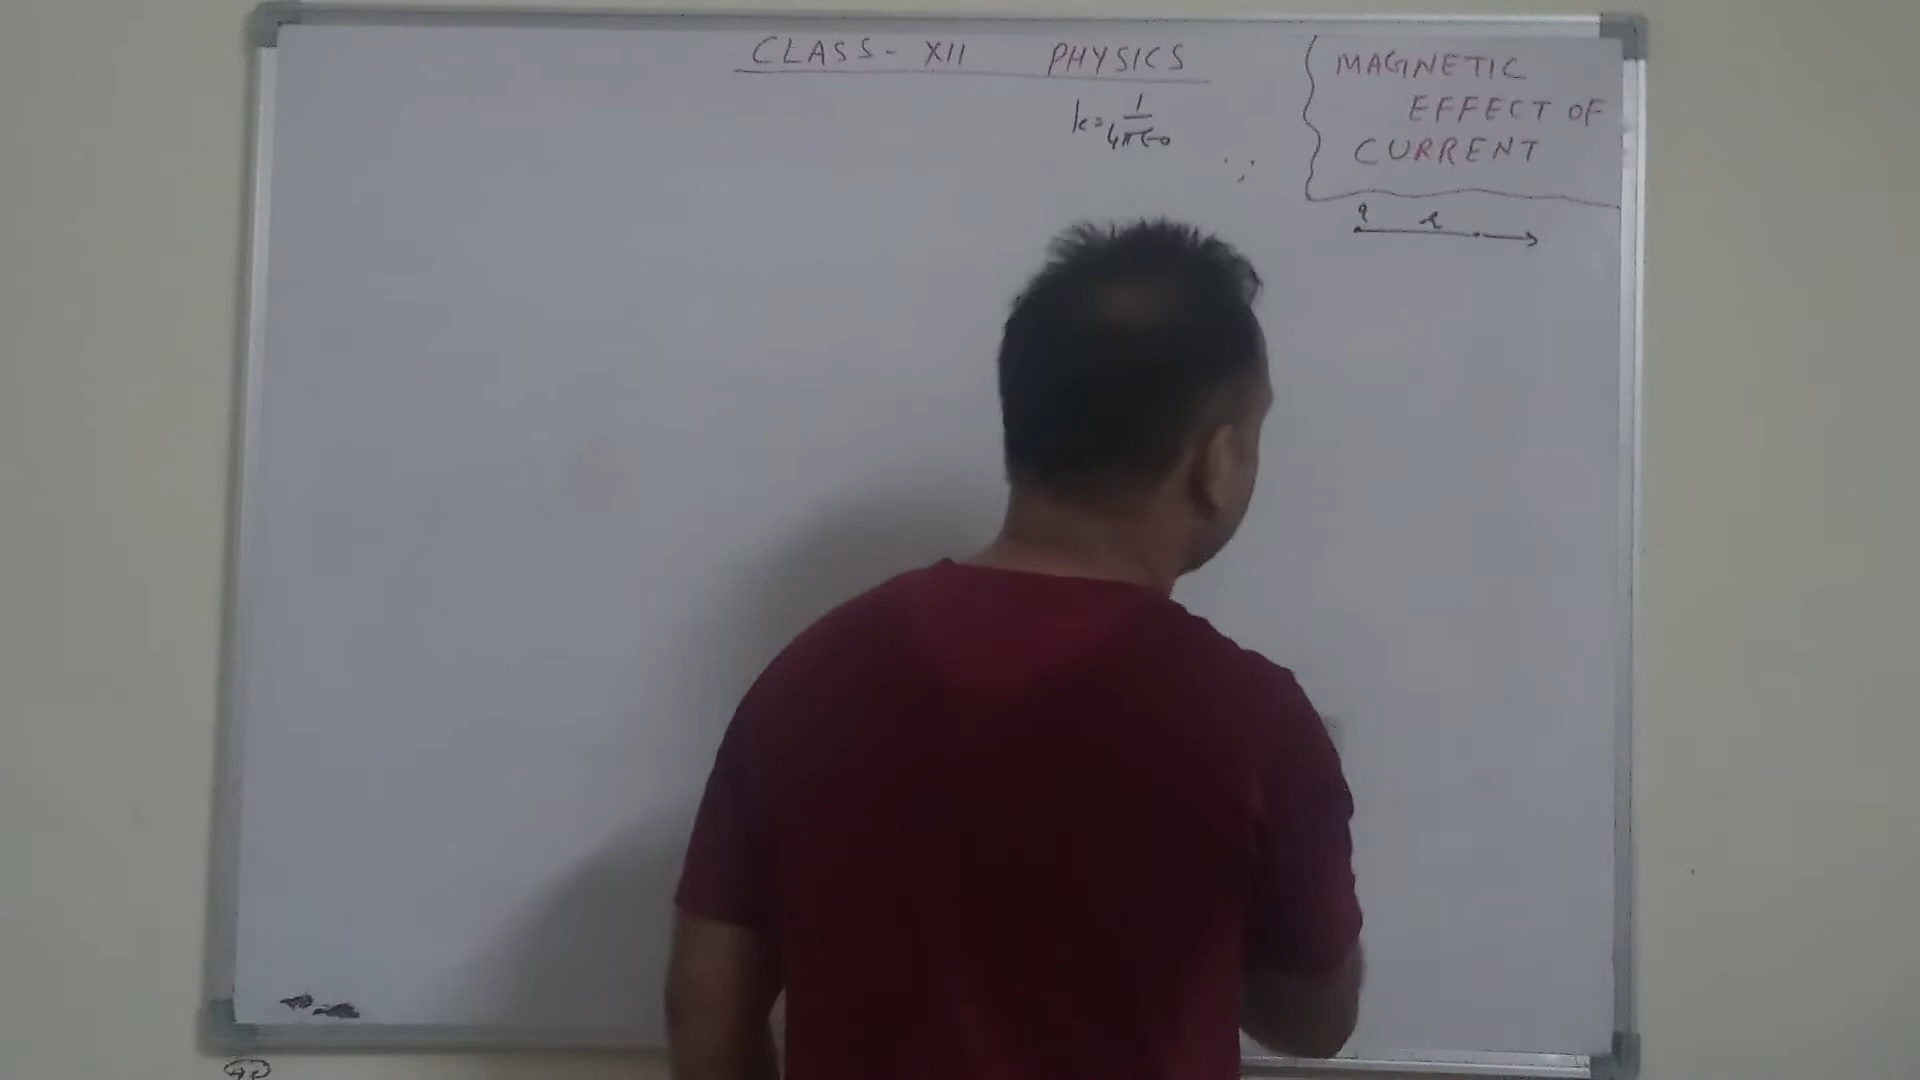 CLASS - XII PHYSICS
MAGNETIC
EFFECT OF
CURRENT
k = 1/4πε0
q r